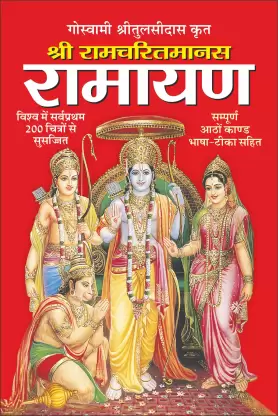 गोस्वामी श्रीतुलसीदास कृत
श्री रामचरितमानस
रामायण
विश्व में सर्वप्रथम
200 चित्रों से
सुसज्जित
सम्पूर्ण
आठों काण्ड
भाषा-टीका सहित